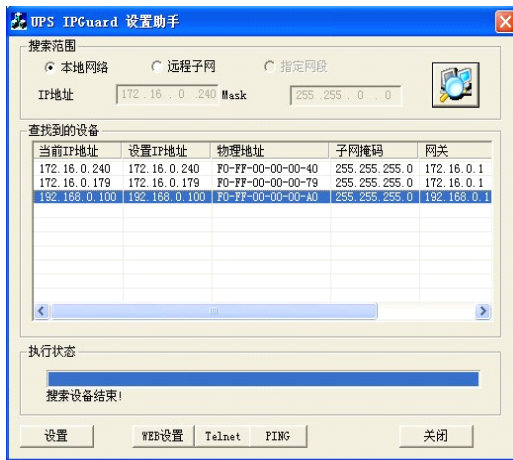 UPS IPGuard 设置助手
搜索范围
本地网络 远程子网 指定网段
IP地址 172 . 16 . 0 . 240 Mask 255 . 255 . 0 . 0
查找到的设备
当前IP地址 设置IP地址 物理地址 子网掩码 网关
172.16.0.240 172.16.0.240 F0-FF-00-00-00-40 255.255.255.0 172.16.0.1
172.16.0.179 172.16.0.179 F0-FF-00-00-00-79 255.255.255.0 172.16.0.1
192.168.0.100 192.168.0.100 F0-FF-00-00-00-A0 255.255.255.0 192.168.0.1
执行状态
搜索设备结束!
设置 WEB设置 Telnet PING 关闭